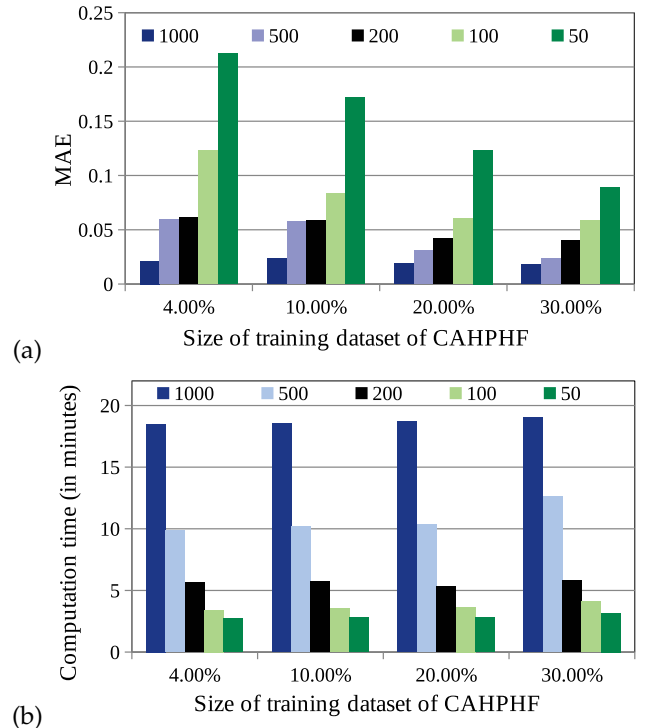 1000 500 200 100 50
0.25
0.2
0.15
0.1
0.05
0
MAE
4.00% 10.00% 20.00% 30.00%
Size of training dataset of CAHPHF
(a)
1000 500 200 100 50
20
15
10
5
0
Computation time (in minutes)
4.00% 10.00% 20.00% 30.00%
Size of training dataset of CAHPHF
(b)